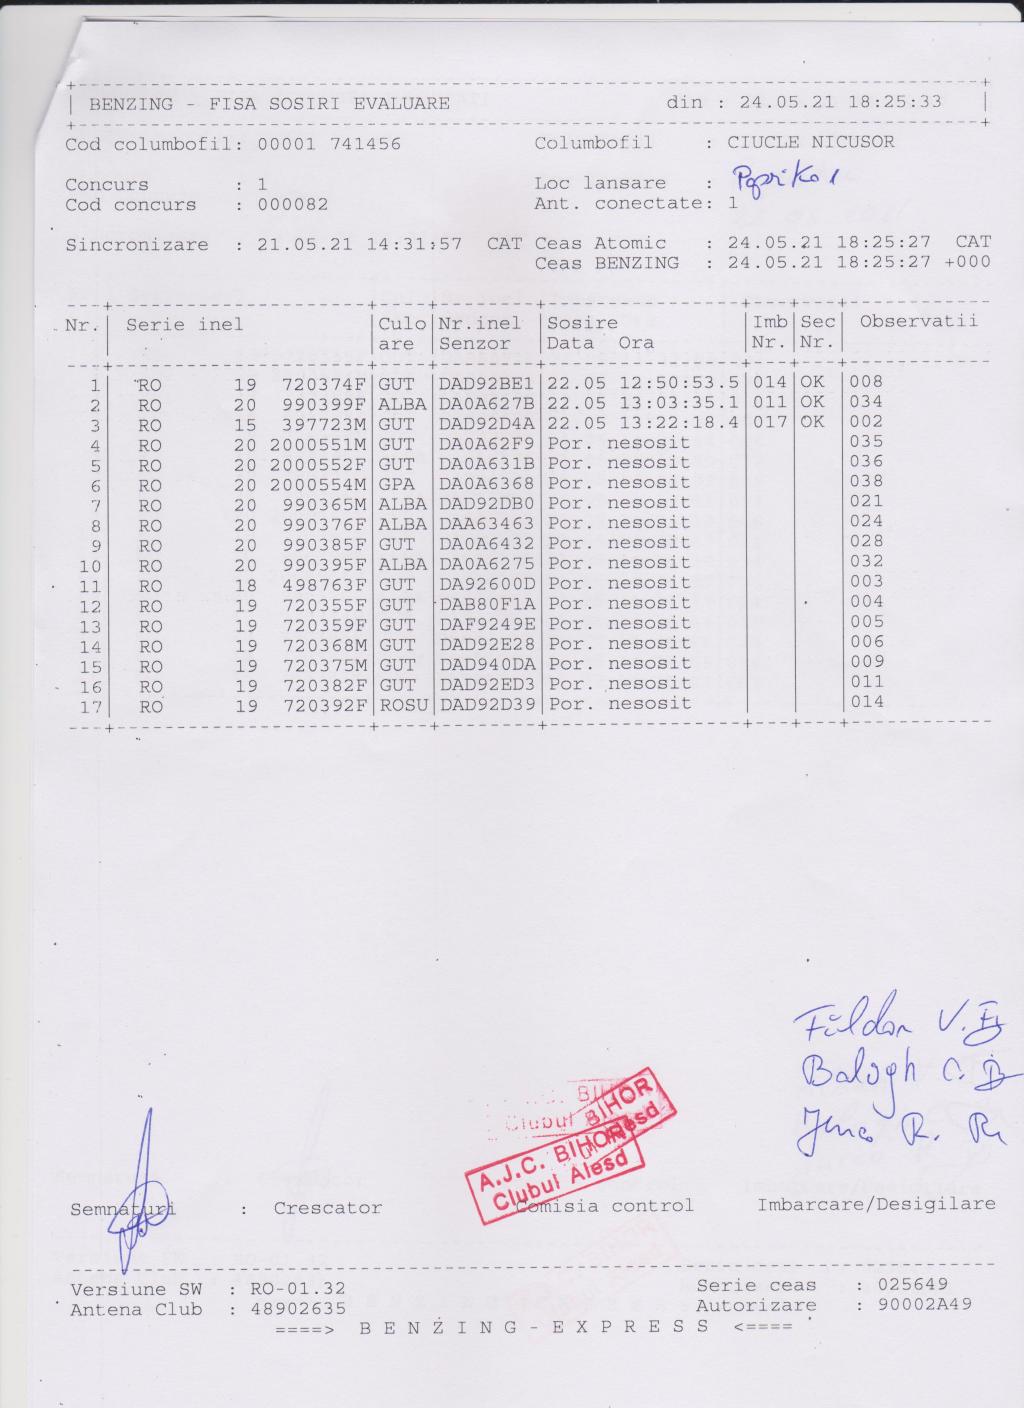 BENZING - FISA SOSIRI EVALUARE din : 24.05.21 18:25:33
Cod columbofil: 00001 741456 Columbofil : CIUCLE NICUSOR
Concurs : 1 Loc lansare :
Cod concurs : 000082 Ant. conectate: 1
Sincronizare : 21.05.21 14:31:57 CAT Ceas Atomic : 24.05.21 18:25:27 CAT
Ceas BENZING : 24.05.21 18:25:27 +000
Nr. Serie inel Culo Nr.inel Sosire Imb Sec Observatii
are Senzor Data Ora Nr. Nr.
1 RO 19 720374F GUT DAD92BE1 22.05 12:50:53.5 014 OK 008
2 RO 20 990399F ALBA DA0A627B 22.05 13:03:35.1 011 OK 034
3 RO 15 397723M GUT DAD92D4A 22.05 13:22:18.4 017 OK 002
4 RO 20 2000551M GUT DA0A62F9 Por. nesosit 035
5 RO 20 2000552F GUT DA0A631B Por. nesosit 036
6 RO 20 2000554M GPA DA0A6368 Por. nesosit 038
7 RO 20 990365M ALBA DAD92DB0 Por. nesosit 021
8 RO 20 990376F ALBA DAA63463 Por. nesosit 024
9 RO 20 990385F GUT DA0A6432 Por. nesosit 028
10 RO 20 990395F ALBA DA0A6275 Por. nesosit 032
11 RO 18 498763F GUT DA92600D Por. nesosit 003
12 RO 19 720355F GUT DAB80F1A Por. nesosit 004
13 RO 19 720359F GUT DAF9249E Por. nesosit 005
14 RO 19 720368M GUT DAD92E28 Por. nesosit 006
15 RO 19 720375M GUT DAD940DA Por. nesosit 009
16 RO 19 720382F GUT DAD92ED3 Por. nesosit 011
17 RO 19 720392F ROSU DAD92D39 Por. nesosit 014
Balogh C.
BIHOR
Clubul BIHOR
A.J.C. BIHOR
Clubul Alesd
Semnaturi : Crescator Comisia control Imbarcare/Desigilare
Versiune SW : RO-01.32 Serie ceas : 025649
Antena Club : 48902635 Autorizare : 90002A49
====> B E N Z I N G - E X P R E S S <====